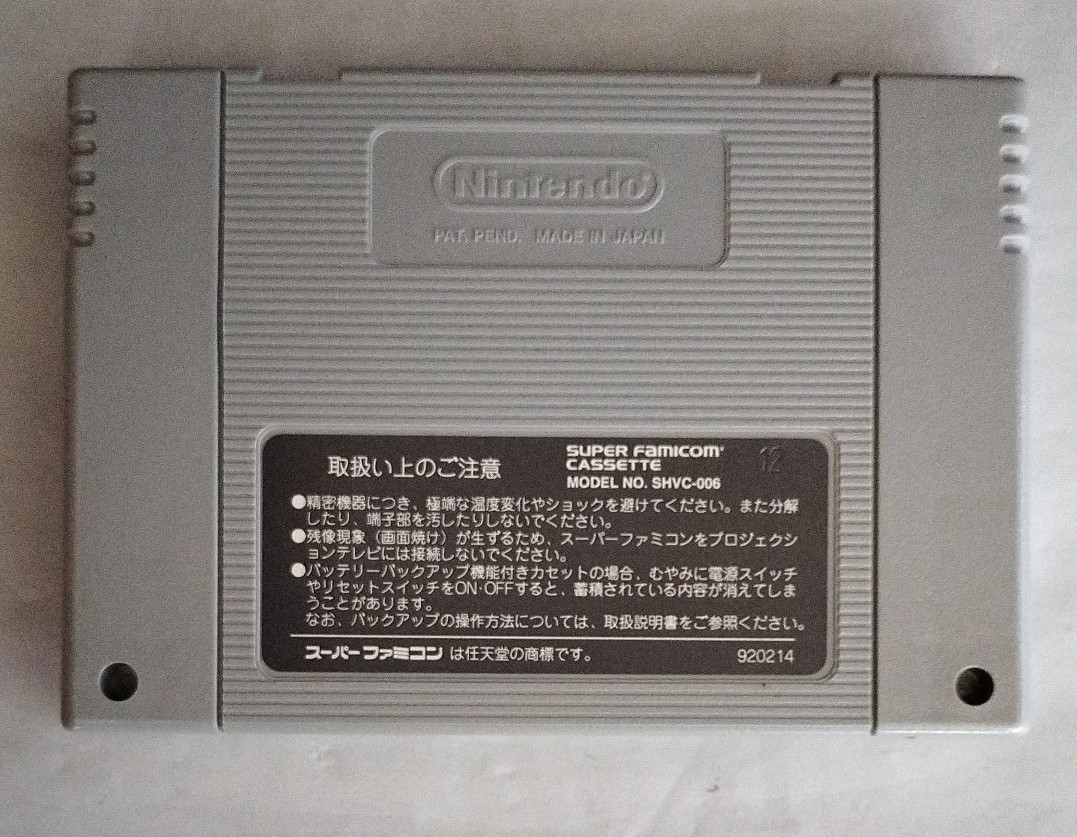 Nintendo®
PAT. PEND. MADE IN JAPAN
取扱い上のご注意
SUPER FAMICOM®
CASSETTE
MODEL NO. SHVC-006
12
●精密機器につき、極端な温度変化やショックを避けてください。また分解
したり、端子部を汚したりしないでください。
●残像現象（画面焼け）が生ずるため、スーパーファミコンをプロジェクシ
ョンテレビには接続しないでください。
●バッテリーバックアップ機能付きカセットの場合、むやみに電源スイッチ
やリセットスイッチをON･OFFすると、蓄積されている内容が消えてしま
うことがあります。
なお、バックアップの操作方法については、取扱説明書をご参照ください。
スーパーファミコン は任天堂の商標です。
920214